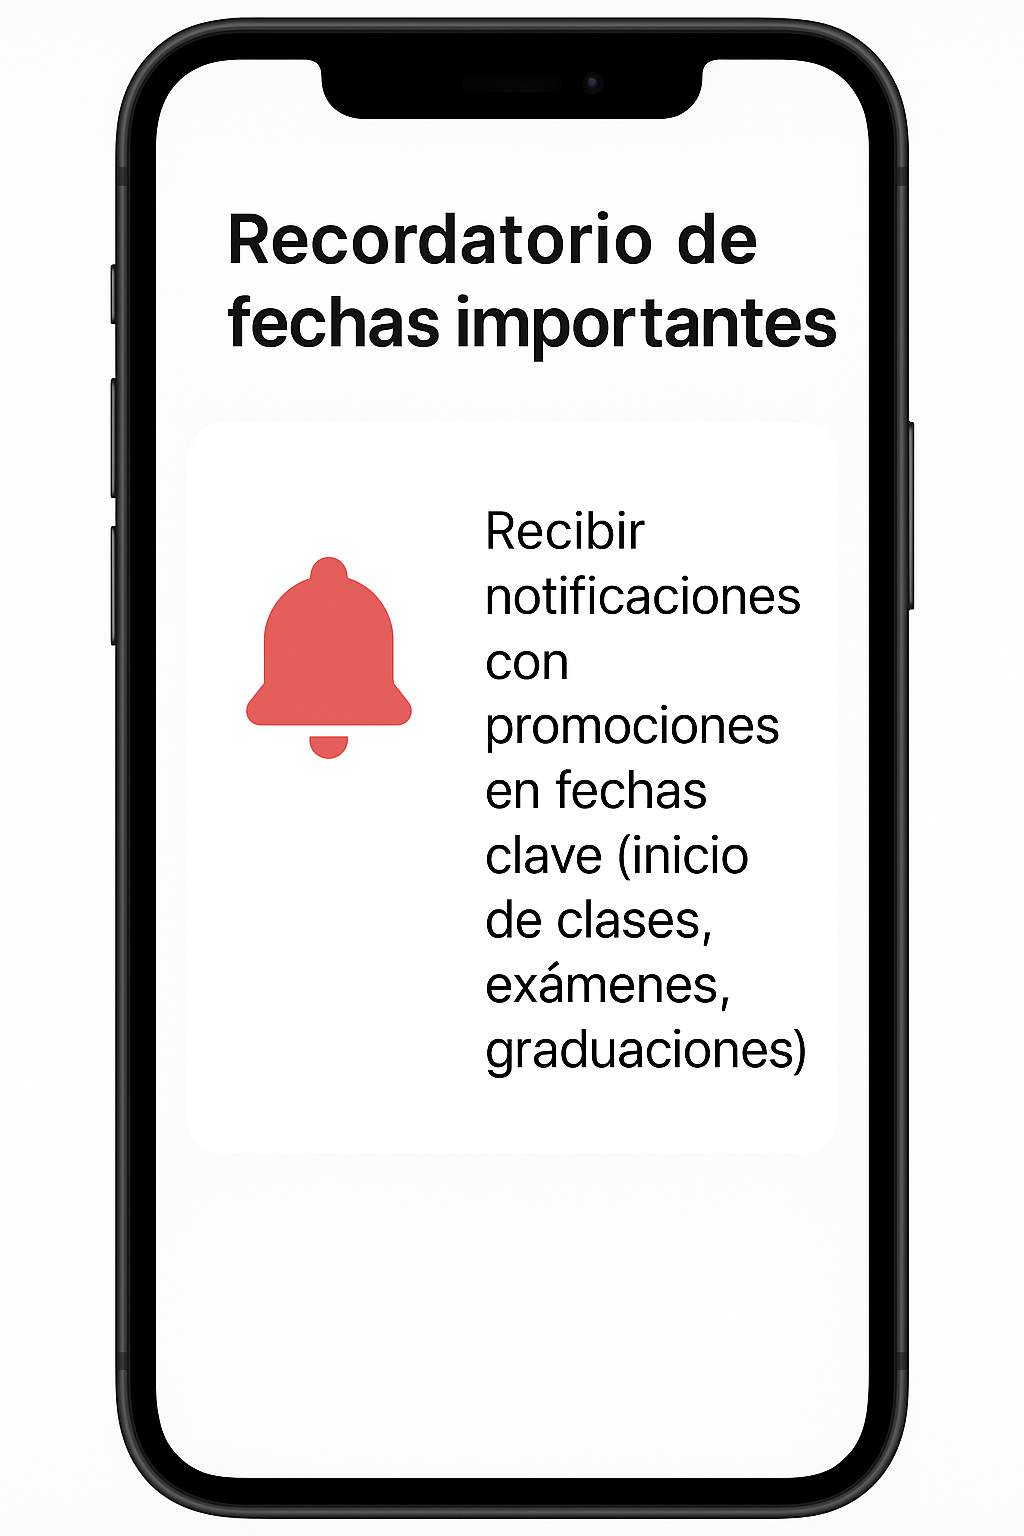 Recordatorio de
fechas importantes
Recibir
notificaciones
con
promociones
en fechas
clave (inicio
de clases,
exámenes,
graduaciones)